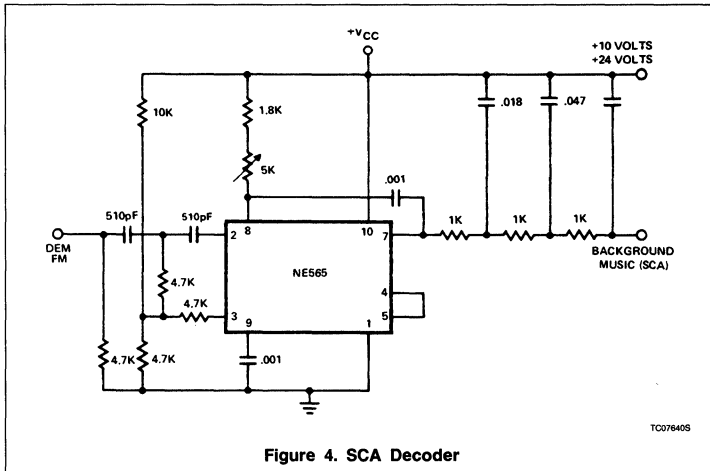 +VCC
+10 VOLTS
+24 VOLTS
10K
1.8K
.018
.047
5K
.001
510pF
510pF
1K
1K
1K
DEM
FM
2
8
10
7
BACKGROUND
MUSIC (SCA)
NE565
4.7K
4
4.7K
3
5
9
1
4.7K
4.7K
.001
TC07640S
Figure 4. SCA Decoder